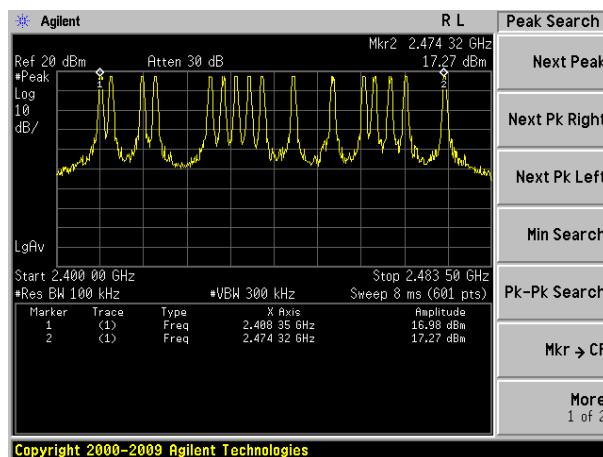 Agilent R L Peak Search
Mkr2 2.474 32 GHz
Ref 20 dBm Atten 30 dB 17.27 dBm
#Peak
Log
10
dB/
1 2
LgAv
Start 2.400 00 GHz Stop 2.483 50 GHz
#Res BW 100 kHz #VBW 300 kHz Sweep 8 ms (601 pts)
Marker Trace Type X Axis Amplitude
1 (1) Freq 2.408 35 GHz 16.98 dBm
2 (1) Freq 2.474 32 GHz 17.27 dBm
Next Peak
Next Pk Right
Next Pk Left
Min Search
Pk-Pk Search
Mkr → CF
More
1 of 2
Copyright 2000-2009 Agilent Technologies